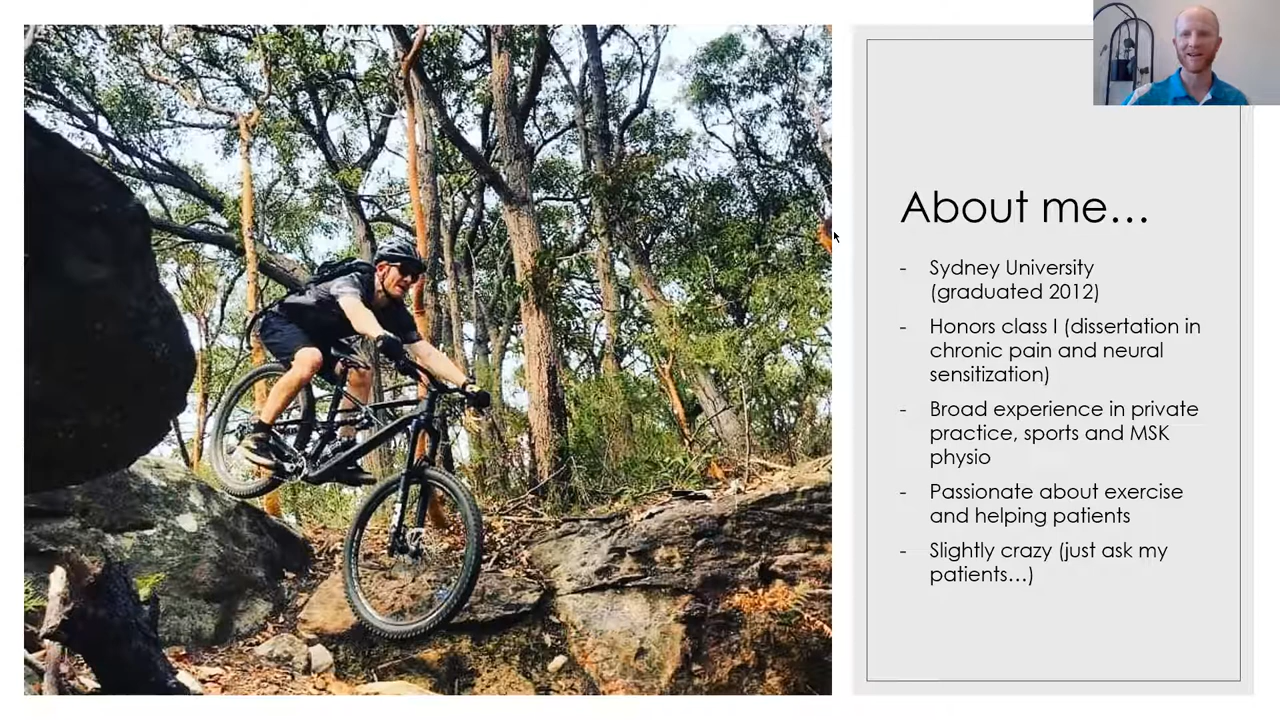 About me...
- Sydney University
(graduated 2012)
- Honors class I (dissertation in
chronic pain and neural
sensitization)
- Broad experience in private
practice, sports and MSK
physio
- Passionate about exercise
and helping patients
- Slightly crazy (just ask my
patients...)